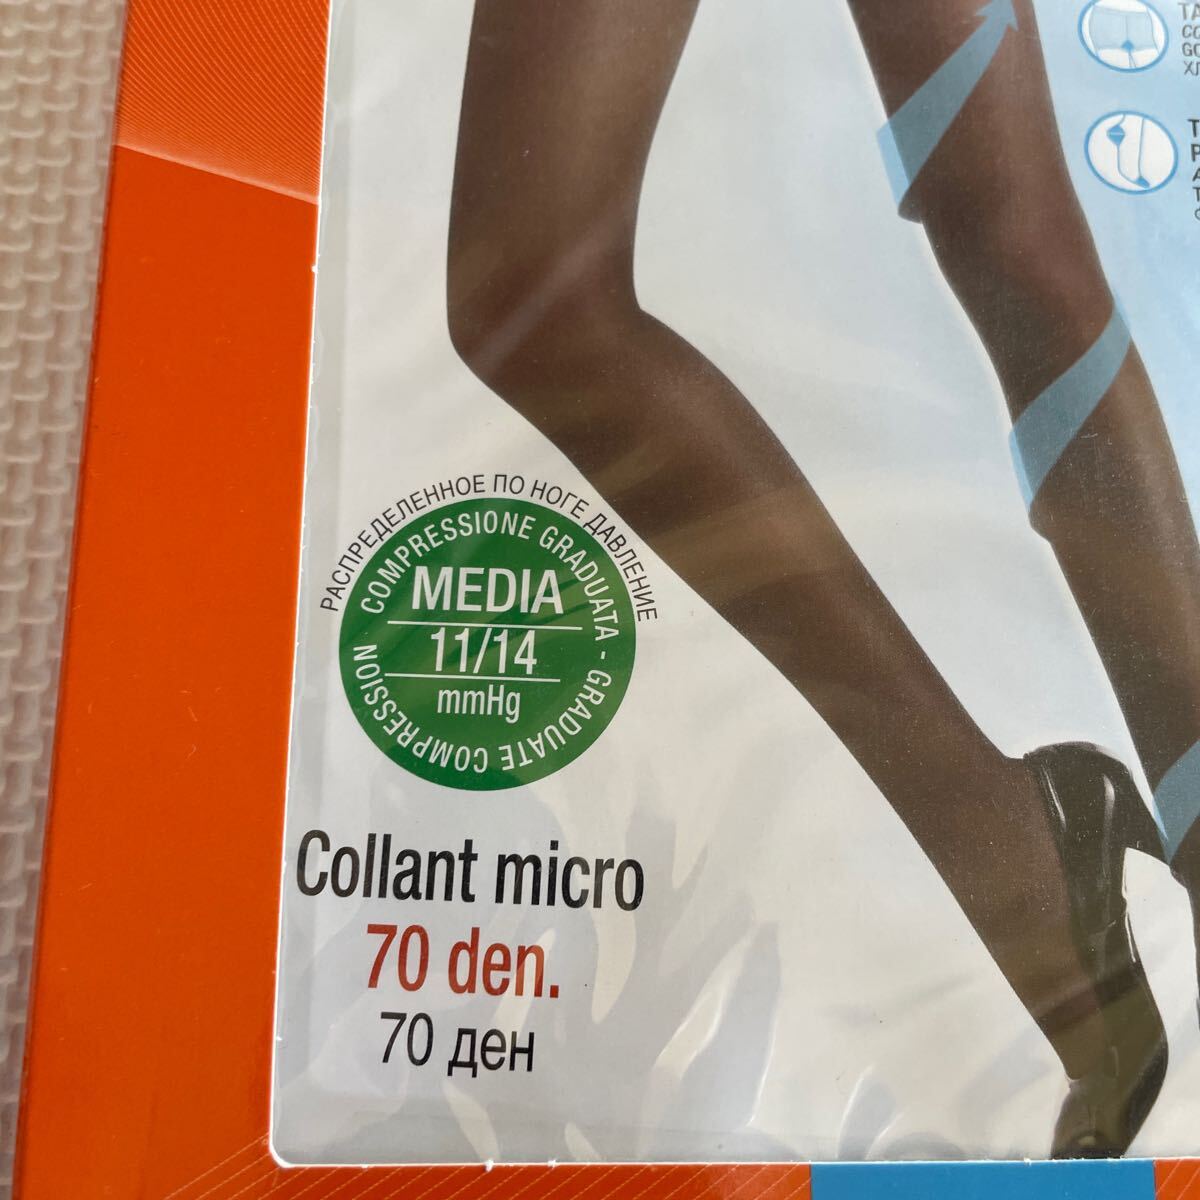 РАСПРЕДЕЛЕННОЕ ПО НОГЕ ДАВЛЕНИЕ
COMPRESSIONE GRADUATA - GRADUATE COMPRESSION -
MEDIA
11/14
mmHg
Collant micro
70 den.
70 ден